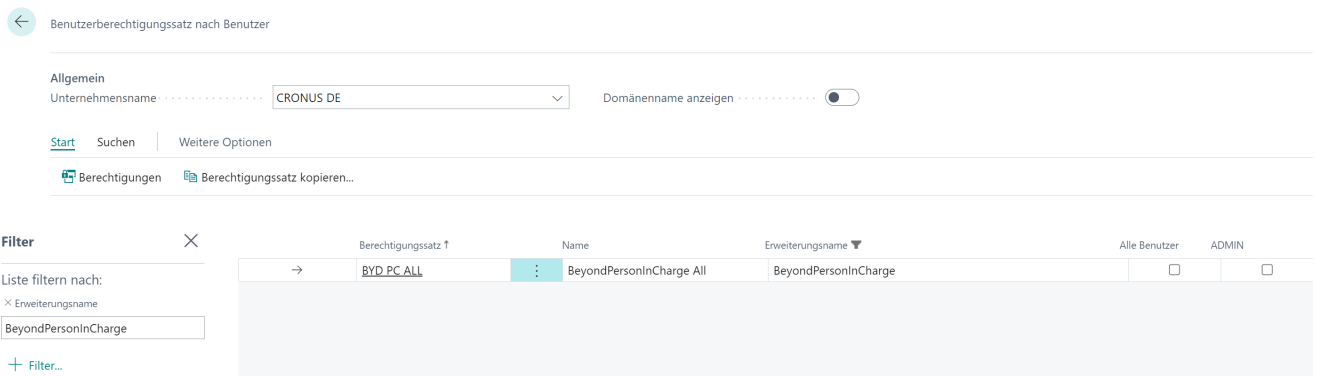 Benutzerberechtigungssatz nach Benutzer
Allgemein
Unternehmensname CRONUS DE Domänenname anzeigen
Start Suchen Weitere Optionen
Berechtigungen Berechtigungssatz kopieren...
Filter
Berechtigungssatz ↑ Name Erweiterungsname Alle Benutzer ADMIN
→ BYD PC ALL BeyondPersonInCharge All BeyondPersonInCharge
Liste filtern nach:
× Erweiterungsname
BeyondPersonInCharge
+ Filter...